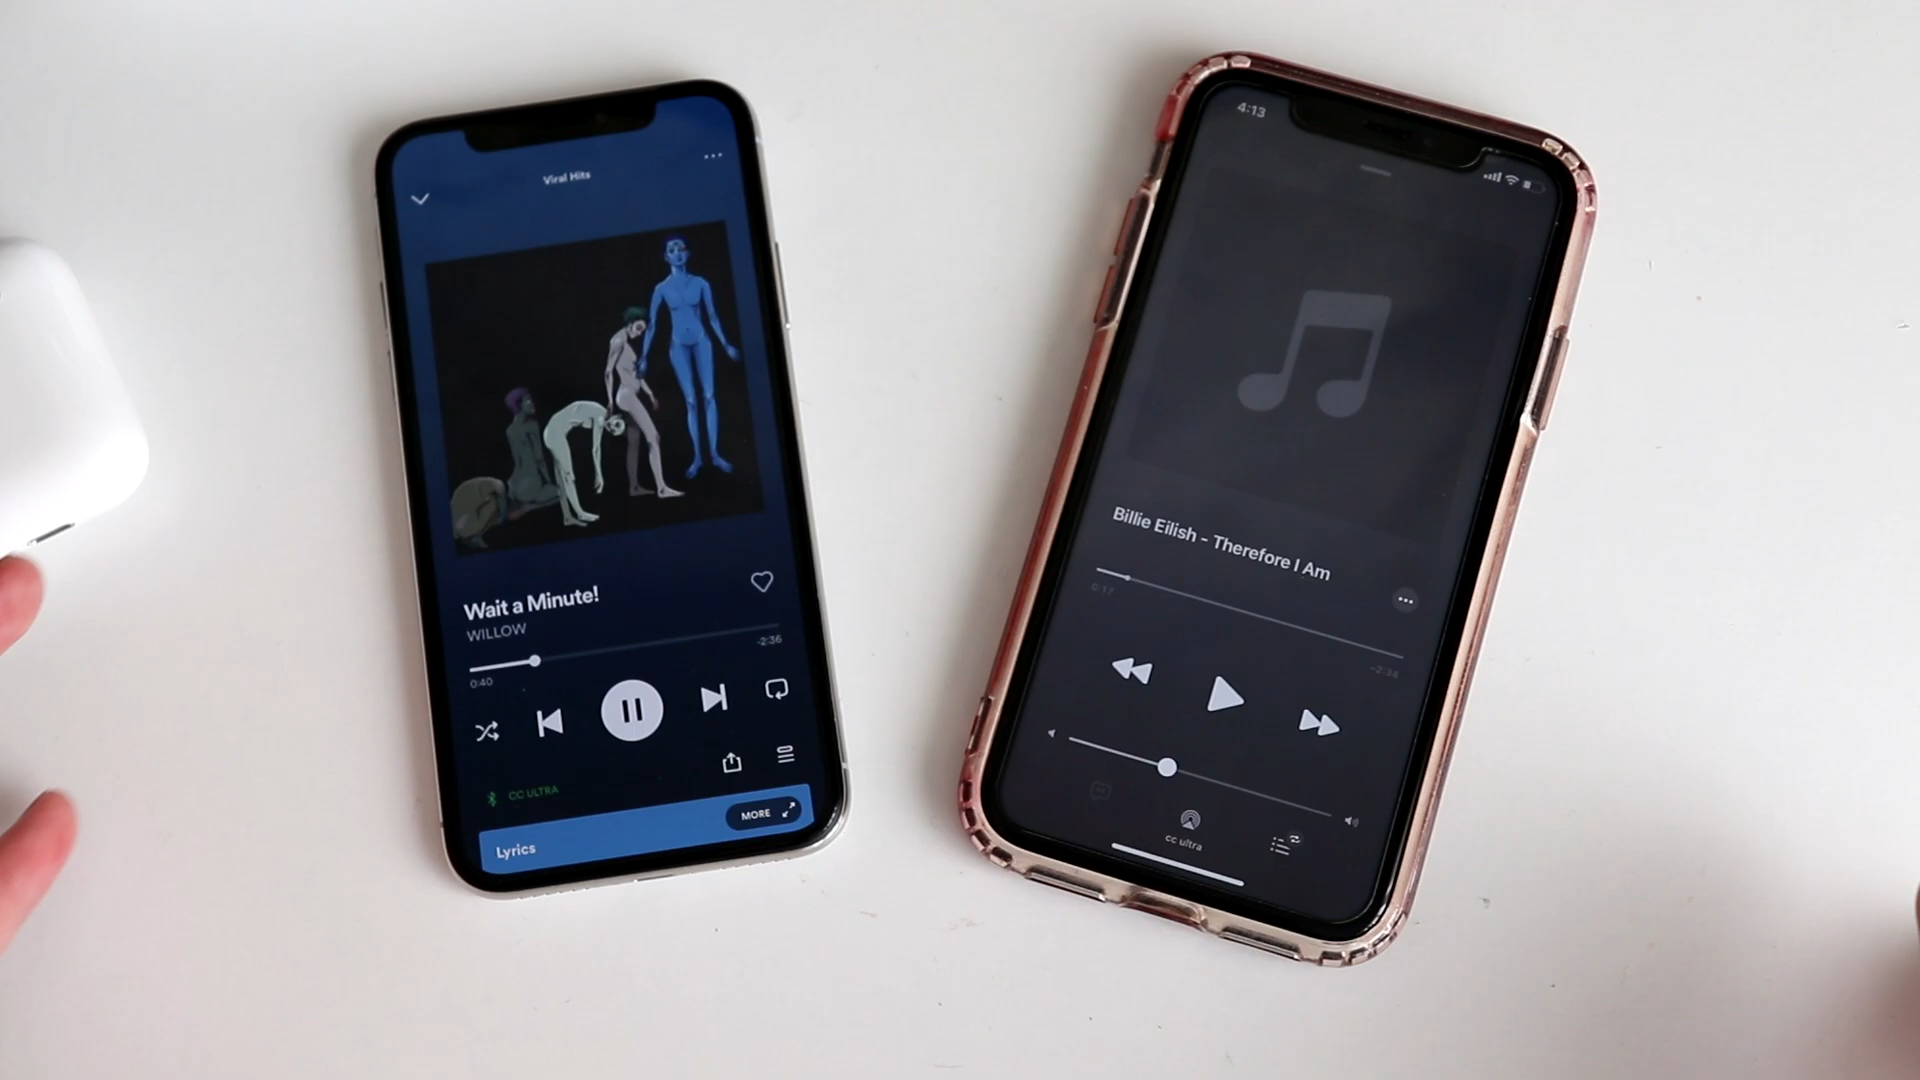 Viral Hits
Wait a Minute!
WILLOW
0:40
-2:36
CC ULTRA
MORE
Lyrics
4:13
Billie Eilish - Therefore I Am
0:17
-2:34
cc ultra